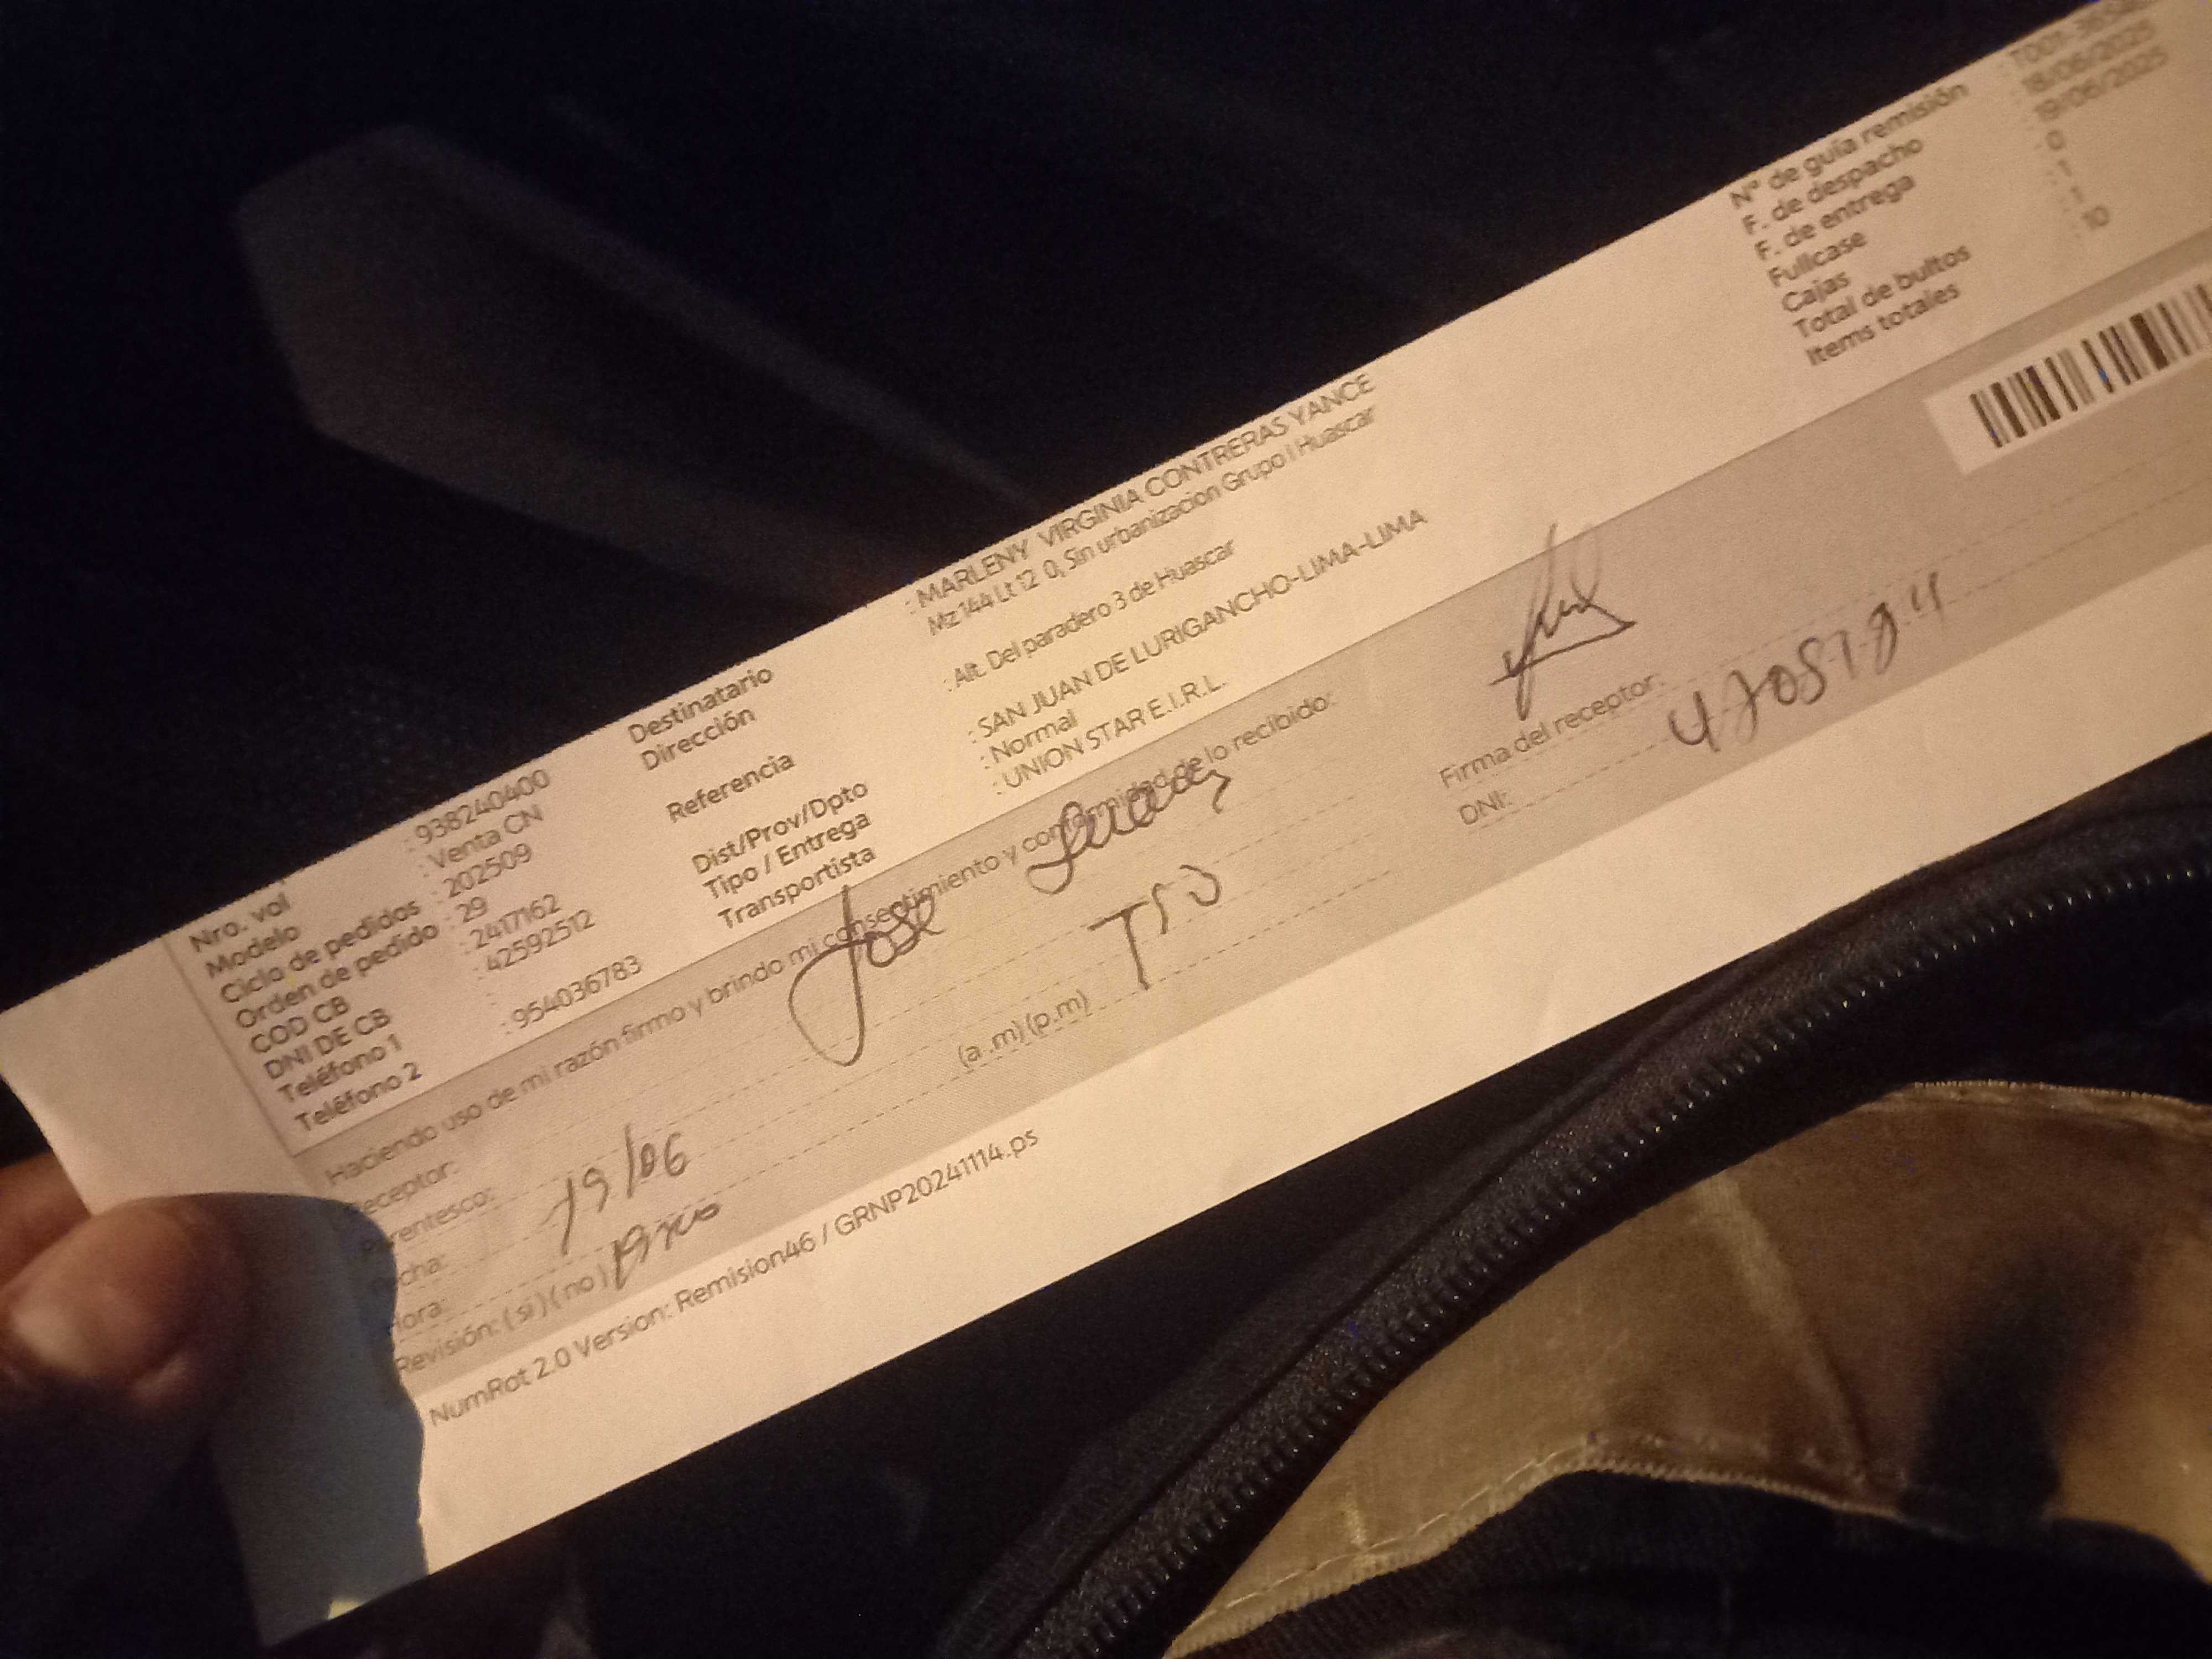 Nro. vol : 938240400
Modelo : Venta CN
Ciclo de pedidos : 202509
Orden de pedido : 29
COD CB : 2417162
DNI DE CB : 42592512
Teléfono 1 :
Teléfono 2 : 954036783
Destinatario : MARLENY VIRGINIA CONTRERAS YANCE
Dirección Mz 144 Lt 12 0, Sin urbanizacion Grupo I Huascar
Referencia : Alt. Del paradero 3 de Huascar
Dist/Prov/Dpto : SAN JUAN DE LURIGANCHO-LIMA-LIMA
Tipo / Entrega : Normal
Transportista : UNION STAR E.I.R.L.
N° de guía remisión
F. de despacho : 18/06/2025
F. de entrega : 19/06/2025
Fullcase : 0
Cajas : 1
Total de bultos : 1
Items totales : 10
Haciendo uso de mi razón firmo y brindo mi consentimiento y conformidad de lo recibido:
Receptor: Jose
Parentesco:
Fecha: 19/06
Hora: (a.m) (p.m)
Revisión: ( si ) ( no )
Firma del receptor:
DNI:
NumRot 2.0 Version: Remision46 / GRNP20241114.ps